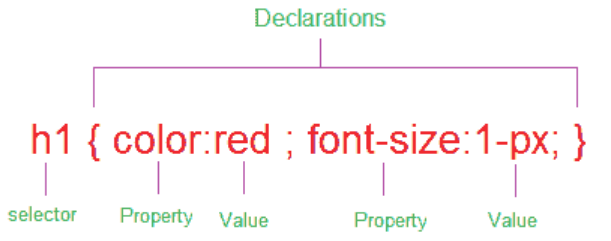 Declarations
h1 { color:red ; font-size:1-px; }
selector Property Value Property Value